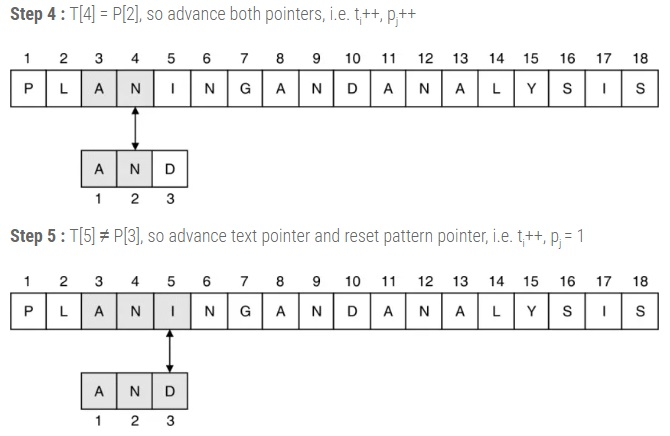 Step 4 : T[4] = P[2], so advance both pointers, i.e. tᵢ++, pⱼ++
1 2 3 4 5 6 7 8 9 10 11 12 13 14 15 16 17 18
P L A N I N G A N D A N A L Y S I S
A N D
1 2 3
Step 5 : T[5] ≠ P[3], so advance text pointer and reset pattern pointer, i.e. tᵢ++, pⱼ = 1
1 2 3 4 5 6 7 8 9 10 11 12 13 14 15 16 17 18
P L A N I N G A N D A N A L Y S I S
A N D
1 2 3